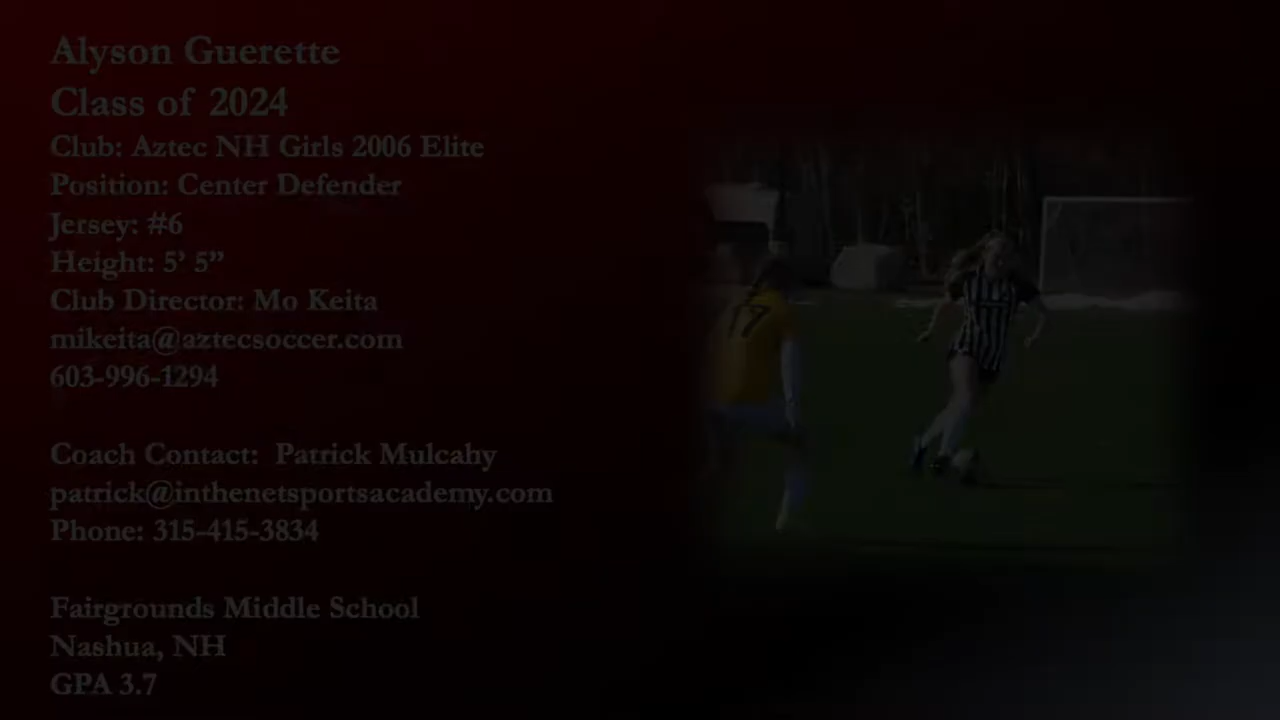 Alyson Guerette
Class of 2024
Club: Aztec NH Girls 2006 Elite
Position: Center Defender
Jersey: #6
Height: 5’ 5”
Club Director: Mo Keita
mikeita@aztecsoccer.com
603-996-1294
Coach Contact: Patrick Mulcahy
patrick@inthenetsportsacademy.com
Phone: 315-415-3834
Fairgrounds Middle School
Nashua, NH
GPA 3.7
17